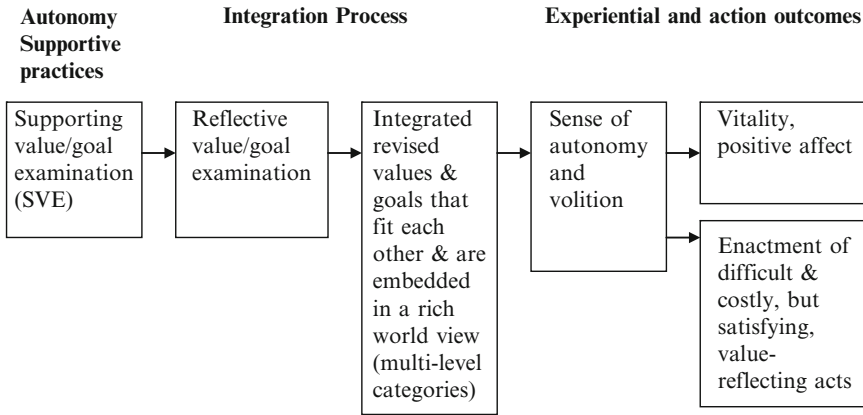 Autonomy
Supportive
practices
Integration Process
Experiential and action outcomes
Supporting
value/goal
examination
(SVE)
Reflective
value/goal
examination
Integrated
revised
values &
goals that
fit each
other & are
embedded
in a rich
world view
(multi-level
categories)
Sense of
autonomy
and
volition
Vitality,
positive affect
Enactment of
difficult &
costly, but
satisfying,
value-
reflecting acts